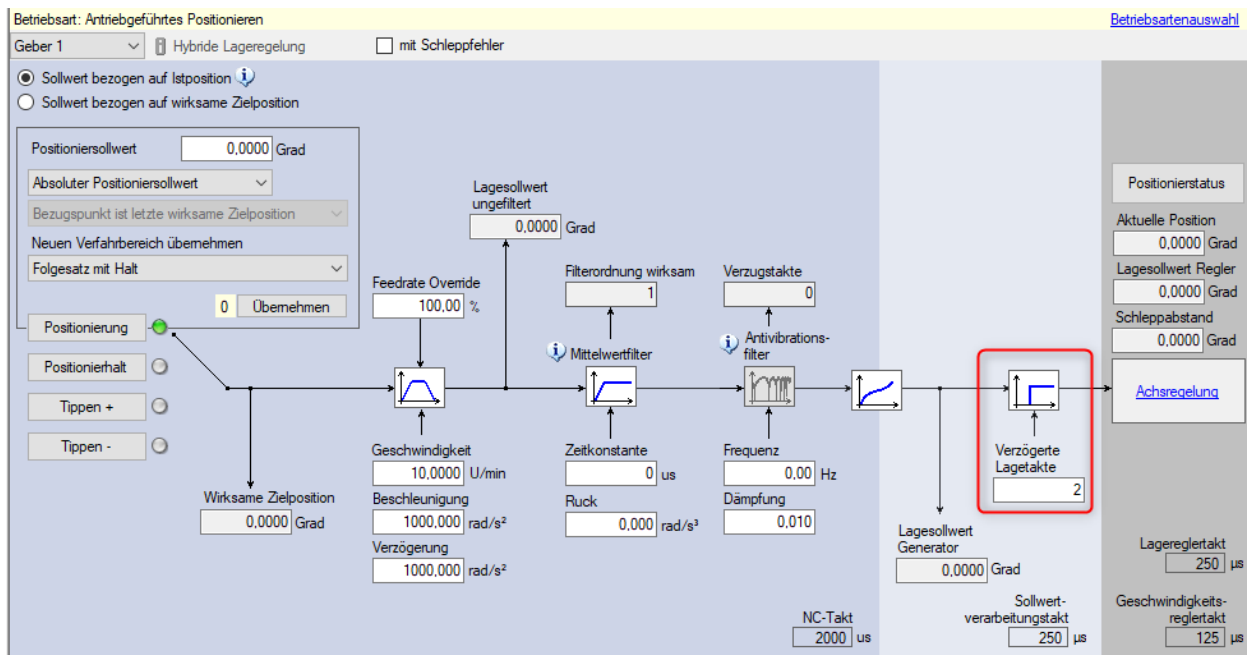 Betriebsart: Antriebgeführtes Positionieren
Betriebsartenauswahl
Geber 1
Hybride Lageregelung
mit Schleppfehler
Sollwert bezogen auf Istposition
Sollwert bezogen auf wirksame Zielposition
Positioniersollwert
0,0000 Grad
Absoluter Positioniersollwert
Bezugspunkt ist letzte wirksame Zielposition
Neuen Verfahrbereich übernehmen
Folgesatz mit Halt
0 Übernehmen
Positionierung
Positionierhalt
Tippen +
Tippen -
Wirksame Zielposition
0,0000 Grad
Feedrate Override
100,00 %
Geschwindigkeit
10,0000 U/min
Beschleunigung
1000,000 rad/s²
Verzögerung
1000,000 rad/s²
Lagesollwert
ungefiltert
0,0000 Grad
Filterordnung wirksam
1
Mittelwertfilter
Zeitkonstante
0 us
Ruck
0,000 rad/s³
Verzugstakte
0
Antivibrations-
filter
Frequenz
0,00 Hz
Dämpfung
0,010
NC-Takt
2000 us
Lagesollwert
Generator
0,0000 Grad
Verzögerte
Lagetakte
2
Sollwert-
verarbeitungstakt
250 µs
Positionierstatus
Aktuelle Position
0,0000 Grad
Lagesollwert Regler
0,0000 Grad
Schleppabstand
0,0000 Grad
Achsregelung
Lagereglertakt
250 µs
Geschwindigkeits-
reglertakt
125 µs